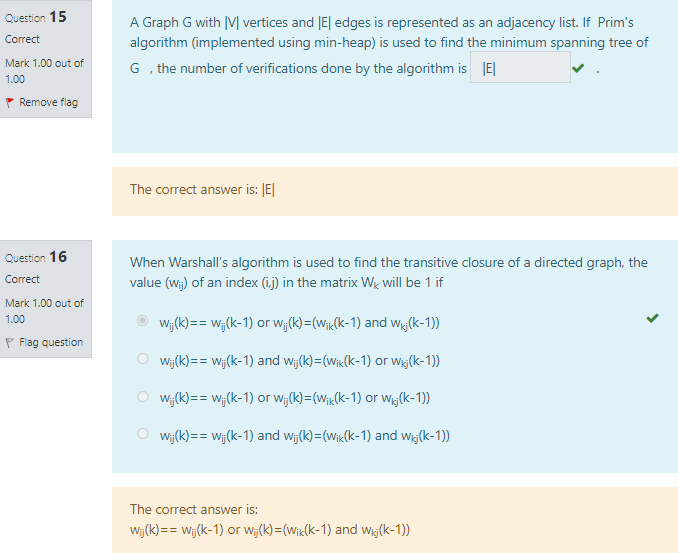 Question 15
Correct
Mark 1.00 out of
1.00
Remove flag
A Graph G with |V| vertices and |E| edges is represented as an adjacency list. If Prim's
algorithm (implemented using min-heap) is used to find the minimum spanning tree of
G , the number of verifications done by the algorithm is |E| .
The correct answer is: |E|
Question 16
Correct
Mark 1.00 out of
1.00
Flag question
When Warshall's algorithm is used to find the transitive closure of a directed graph, the
value (wij) of an index (i,j) in the matrix Wk will be 1 if
wij(k)== wij(k-1) or wij(k)=(wik(k-1) and wkj(k-1))
wij(k)== wij(k-1) and wij(k)=(wik(k-1) or wkj(k-1))
wij(k)== wij(k-1) or wij(k)=(wik(k-1) or wkj(k-1))
wij(k)== wij(k-1) and wij(k)=(wik(k-1) and wkj(k-1))
The correct answer is:
wij(k)== wij(k-1) or wij(k)=(wik(k-1) and wkj(k-1))